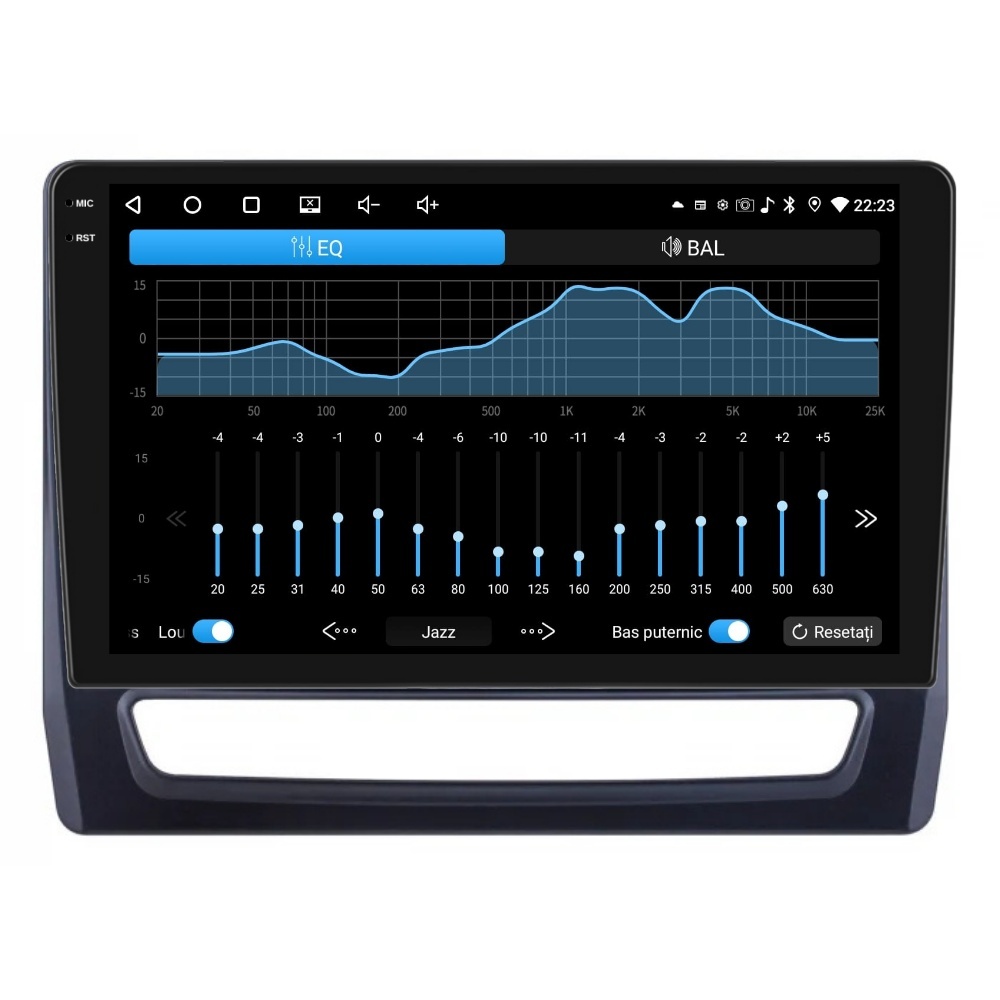 MIC
RST
22:23
EQ
BAL
15
0
-15
20 50 100 200 500 1K 2K 5K 10K 25K
-4 -4 -3 -1 0 -4 -6 -10 -10 -11 -4 -3 -2 -2 +2 +5
15
0
-15
20 25 31 40 50 63 80 100 125 160 200 250 315 400 500 630
s Lou Jazz Bas puternic Resetați